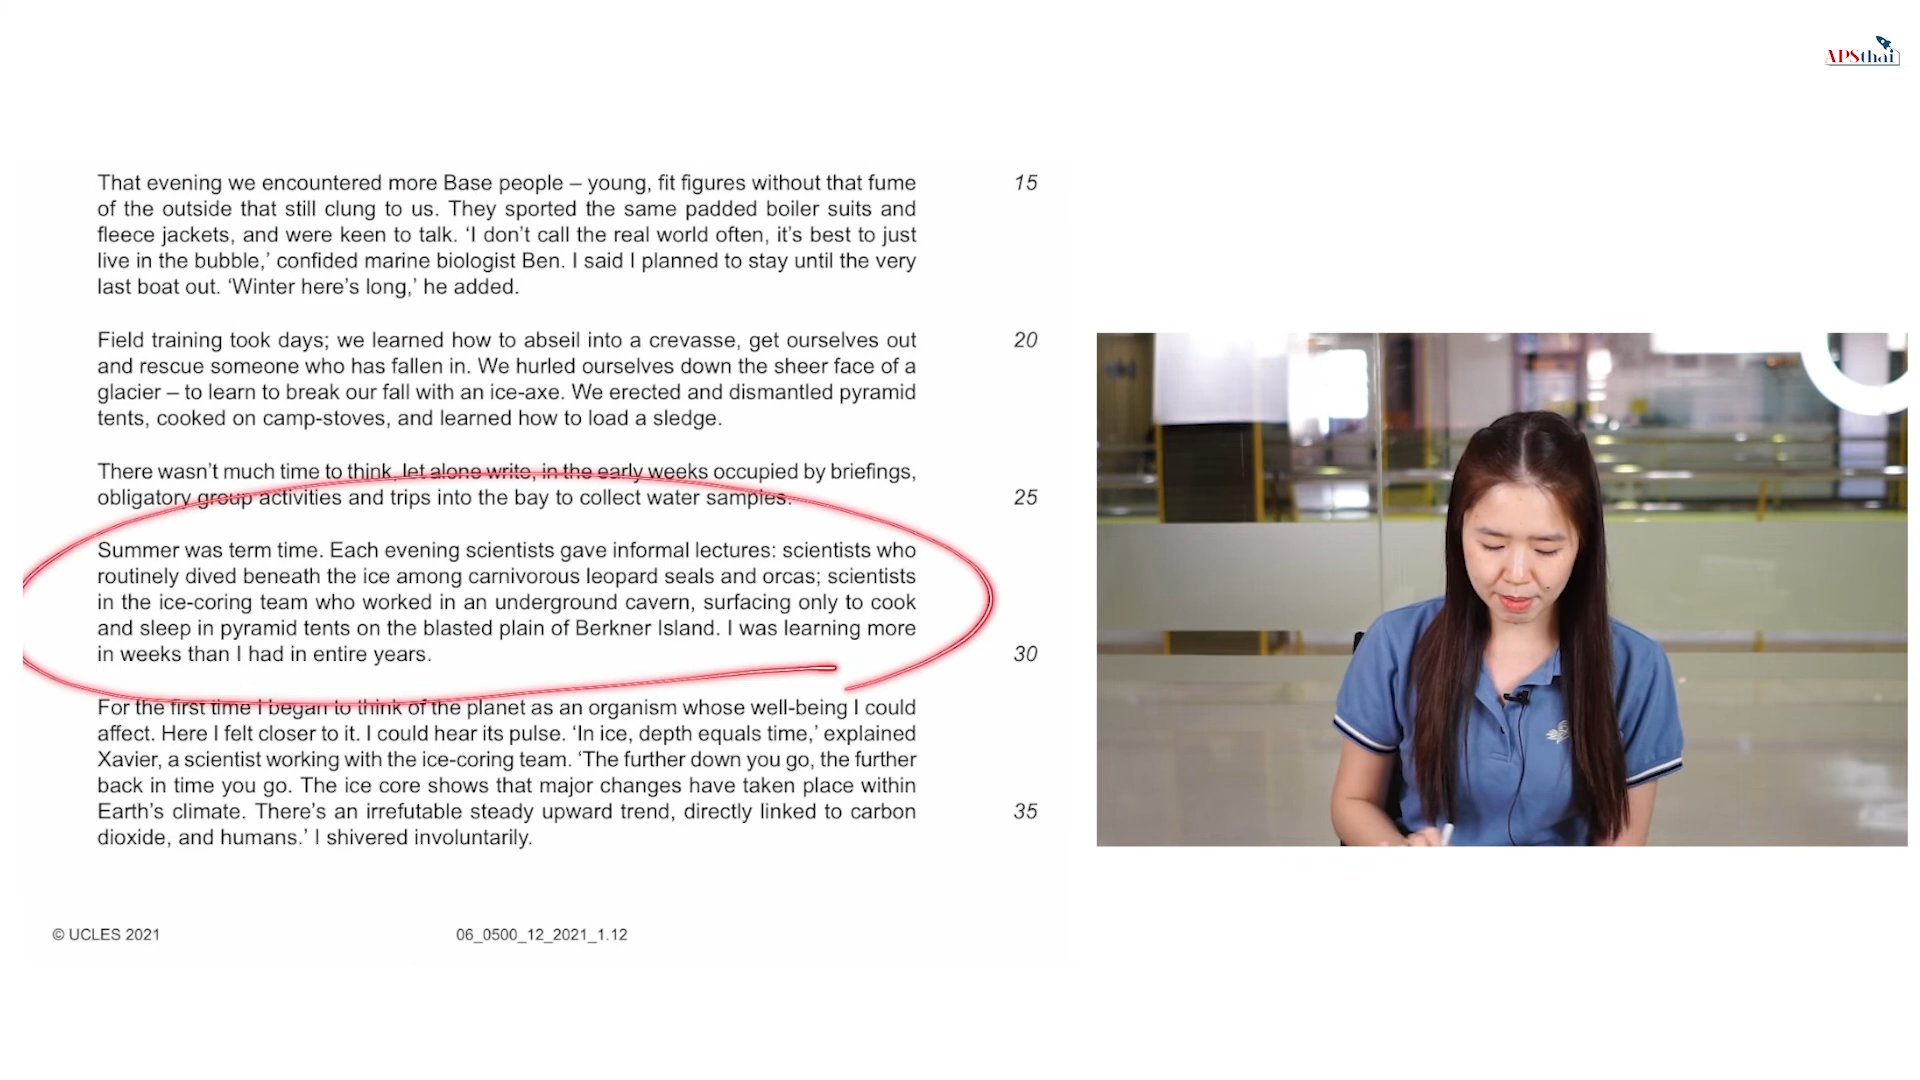 APSthai
That evening we encountered more Base people – young, fit figures without that fume 15
of the outside that still clung to us. They sported the same padded boiler suits and
fleece jackets, and were keen to talk. ‘I don’t call the real world often, it’s best to just
live in the bubble,’ confided marine biologist Ben. I said I planned to stay until the very
last boat out. ‘Winter here’s long,’ he added.
Field training took days; we learned how to abseil into a crevasse, get ourselves out 20
and rescue someone who has fallen in. We hurled ourselves down the sheer face of a
glacier – to learn to break our fall with an ice-axe. We erected and dismantled pyramid
tents, cooked on camp-stoves, and learned how to load a sledge.
There wasn’t much time to think, let alone write, in the early weeks occupied by briefings,
obligatory group activities and trips into the bay to collect water samples. 25
Summer was term time. Each evening scientists gave informal lectures: scientists who
routinely dived beneath the ice among carnivorous leopard seals and orcas; scientists
in the ice-coring team who worked in an underground cavern, surfacing only to cook
and sleep in pyramid tents on the blasted plain of Berkner Island. I was learning more
in weeks than I had in entire years. 30
For the first time I began to think of the planet as an organism whose well-being I could
affect. Here I felt closer to it. I could hear its pulse. ‘In ice, depth equals time,’ explained
Xavier, a scientist working with the ice-coring team. ‘The further down you go, the further
back in time you go. The ice core shows that major changes have taken place within
Earth’s climate. There’s an irrefutable steady upward trend, directly linked to carbon 35
dioxide, and humans.’ I shivered involuntarily.
© UCLES 2021 06_0500_12_2021_1.12